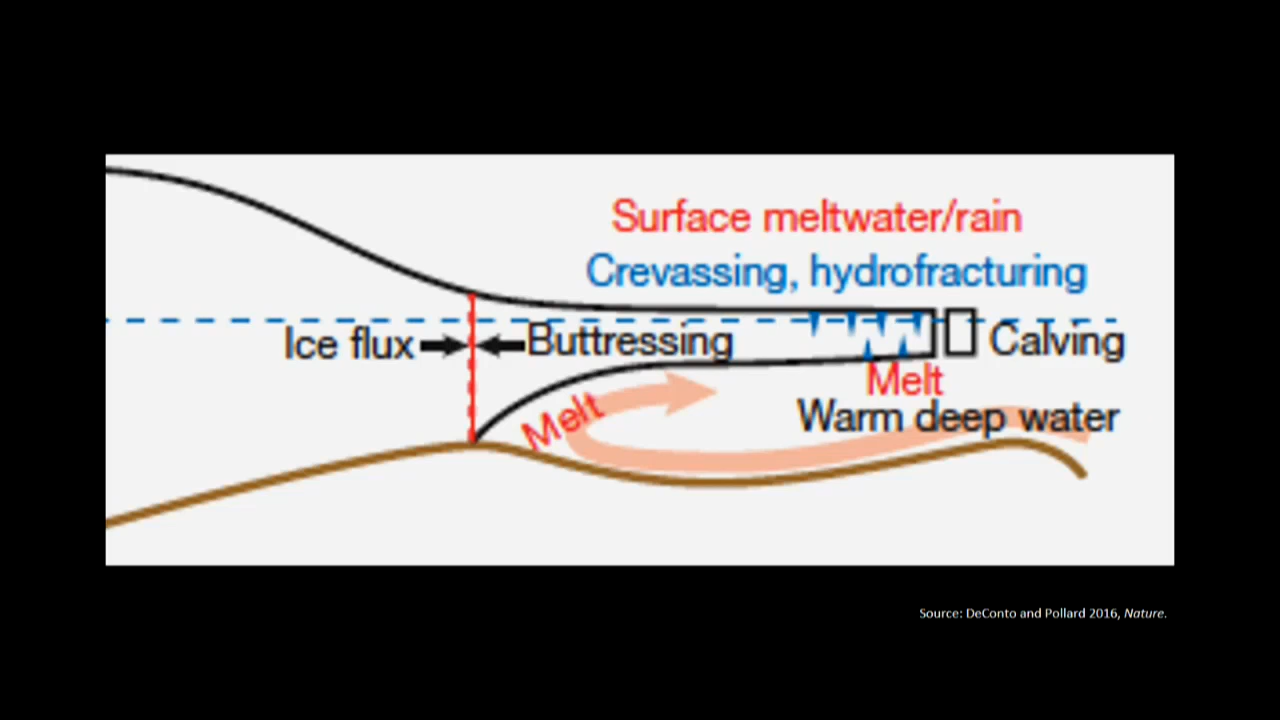 Surface meltwater/rain
Crevassing, hydrofracturing
Ice flux
Buttressing
Calving
Melt
Melt
Warm deep water
Source: DeConto and Pollard 2016, Nature.